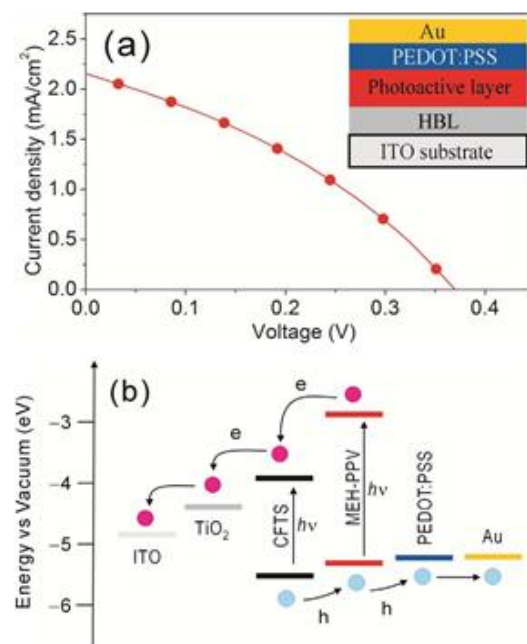 (a)
Current density (mA/cm²)
2.5
2.0
1.5
1.0
0.5
0.0
0.0 0.1 0.2 0.3 0.4
Voltage (V)
Au
PEDOT:PSS
Photoactive layer
HBL
ITO substrate
(b)
Energy vs Vacuum (eV)
−3
−4
−5
−6
e
e
ITO
TiO₂
CFTS
hν
MEH-PPV
hν
PEDOT:PSS
Au
h
h